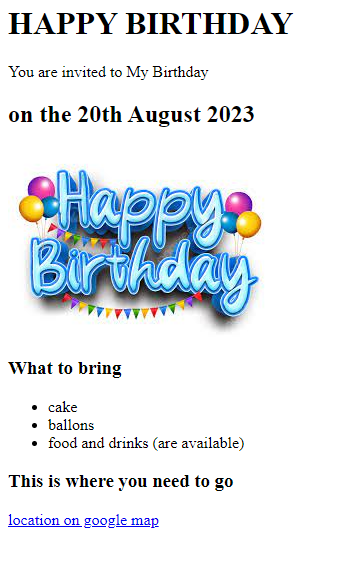 HAPPY BIRTHDAY
You are invited to My Birthday
on the 20th August 2023
Happy
Birthday
What to bring
cake
ballons
food and drinks (are available)
This is where you need to go
location on google map